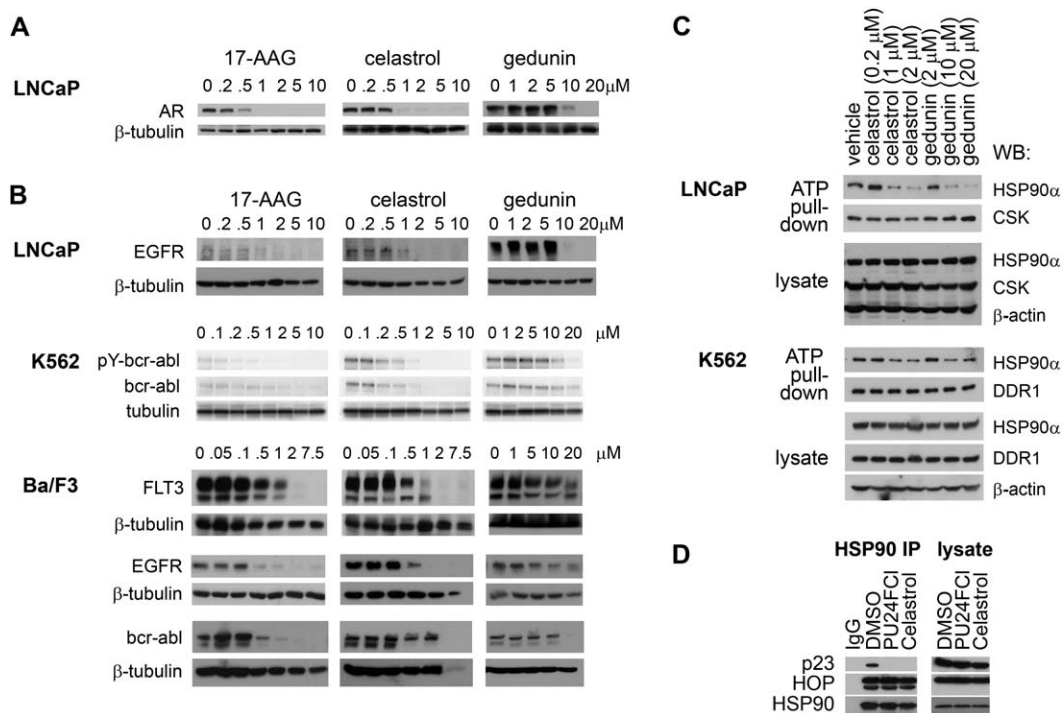 A
17-AAG celastrol gedunin
LNCaP
0 .2 .5 1 2 5 10 0 .2 .5 1 2 5 10 0 1 2 5 10 20μM
AR
β-tubulin
B
17-AAG celastrol gedunin
LNCaP
0 .2 .5 1 2 5 10 0 .2 .5 1 2 5 10 0 1 2 5 10 20μM
EGFR
β-tubulin
0 .1 .2 .5 1 2 5 10 0 .1 .2 .5 1 2 5 10 0 1 2 5 10 20 μM
K562
pY-bcr-abl
bcr-abl
tubulin
0 .05 .1 .5 1 2 7.5 0 .05 .1 .5 1 2 7.5 0 1 5 10 20 μM
Ba/F3
FLT3
β-tubulin
EGFR
β-tubulin
bcr-abl
β-tubulin
C
vehicle
celastrol (0.2 μM)
celastrol (1 μM)
celastrol (2 μM)
gedunin (2 μM)
gedunin (10 μM)
gedunin (20 μM)
WB:
LNCaP
ATP pull-down
HSP90α
CSK
lysate
HSP90α
CSK
β-actin
K562
ATP pull-down
HSP90α
DDR1
lysate
HSP90α
DDR1
β-actin
D
HSP90 IP lysate
IgG
DMSO
PU24FCl
Celastrol
DMSO
PU24FCl
Celastrol
p23
HOP
HSP90